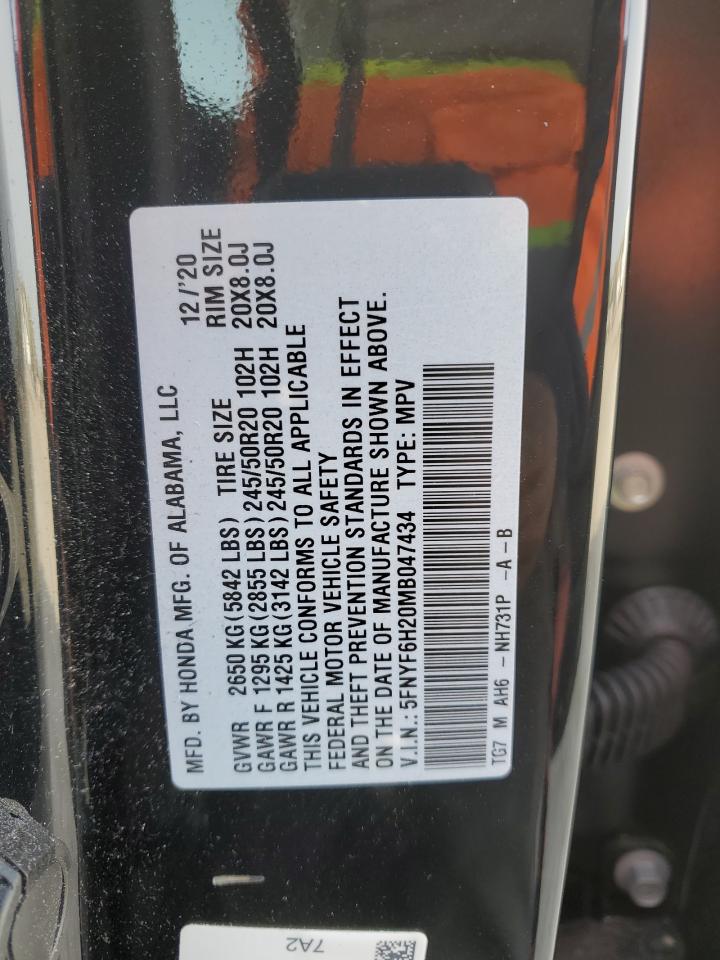 MFD. BY HONDA MFG. OF ALABAMA, LLC 12/'20
TIRE SIZE RIM SIZE
GVWR 2650 KG(5842 LBS)
GAWR F 1295 KG(2855 LBS)245/50R20 102H 20X8.0J
GAWR R 1425 KG(3142 LBS)245/50R20 102H 20X8.0J
THIS VEHICLE CONFORMS TO ALL APPLICABLE
FEDERAL MOTOR VEHICLE SAFETY
AND THEFT PREVENTION STANDARDS IN EFFECT
ON THE DATE OF MANUFACTURE SHOWN ABOVE.
V.I.N.: 5FNYF6H20MB047434 TYPE: MPV
TG7 M AH6 - NH731P -A-B
7A2